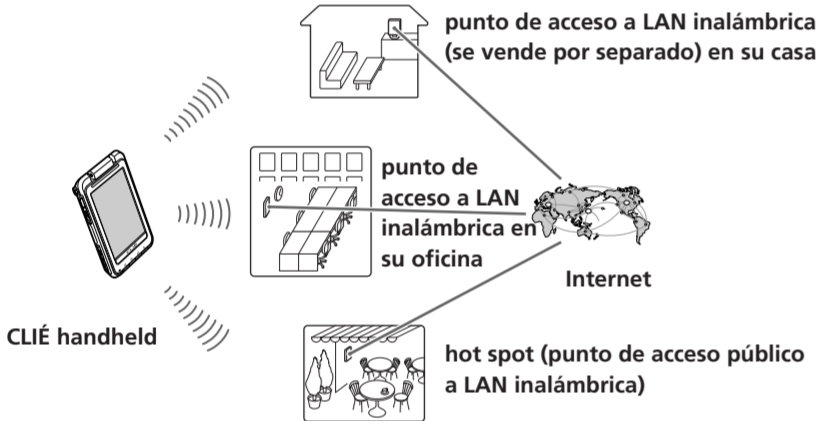 punto de acceso a LAN inalámbrica
(se vende por separado) en su casa
punto de
acceso a LAN
inalámbrica en
su oficina
Internet
CLIÉ handheld
hot spot (punto de acceso público
a LAN inalámbrica)